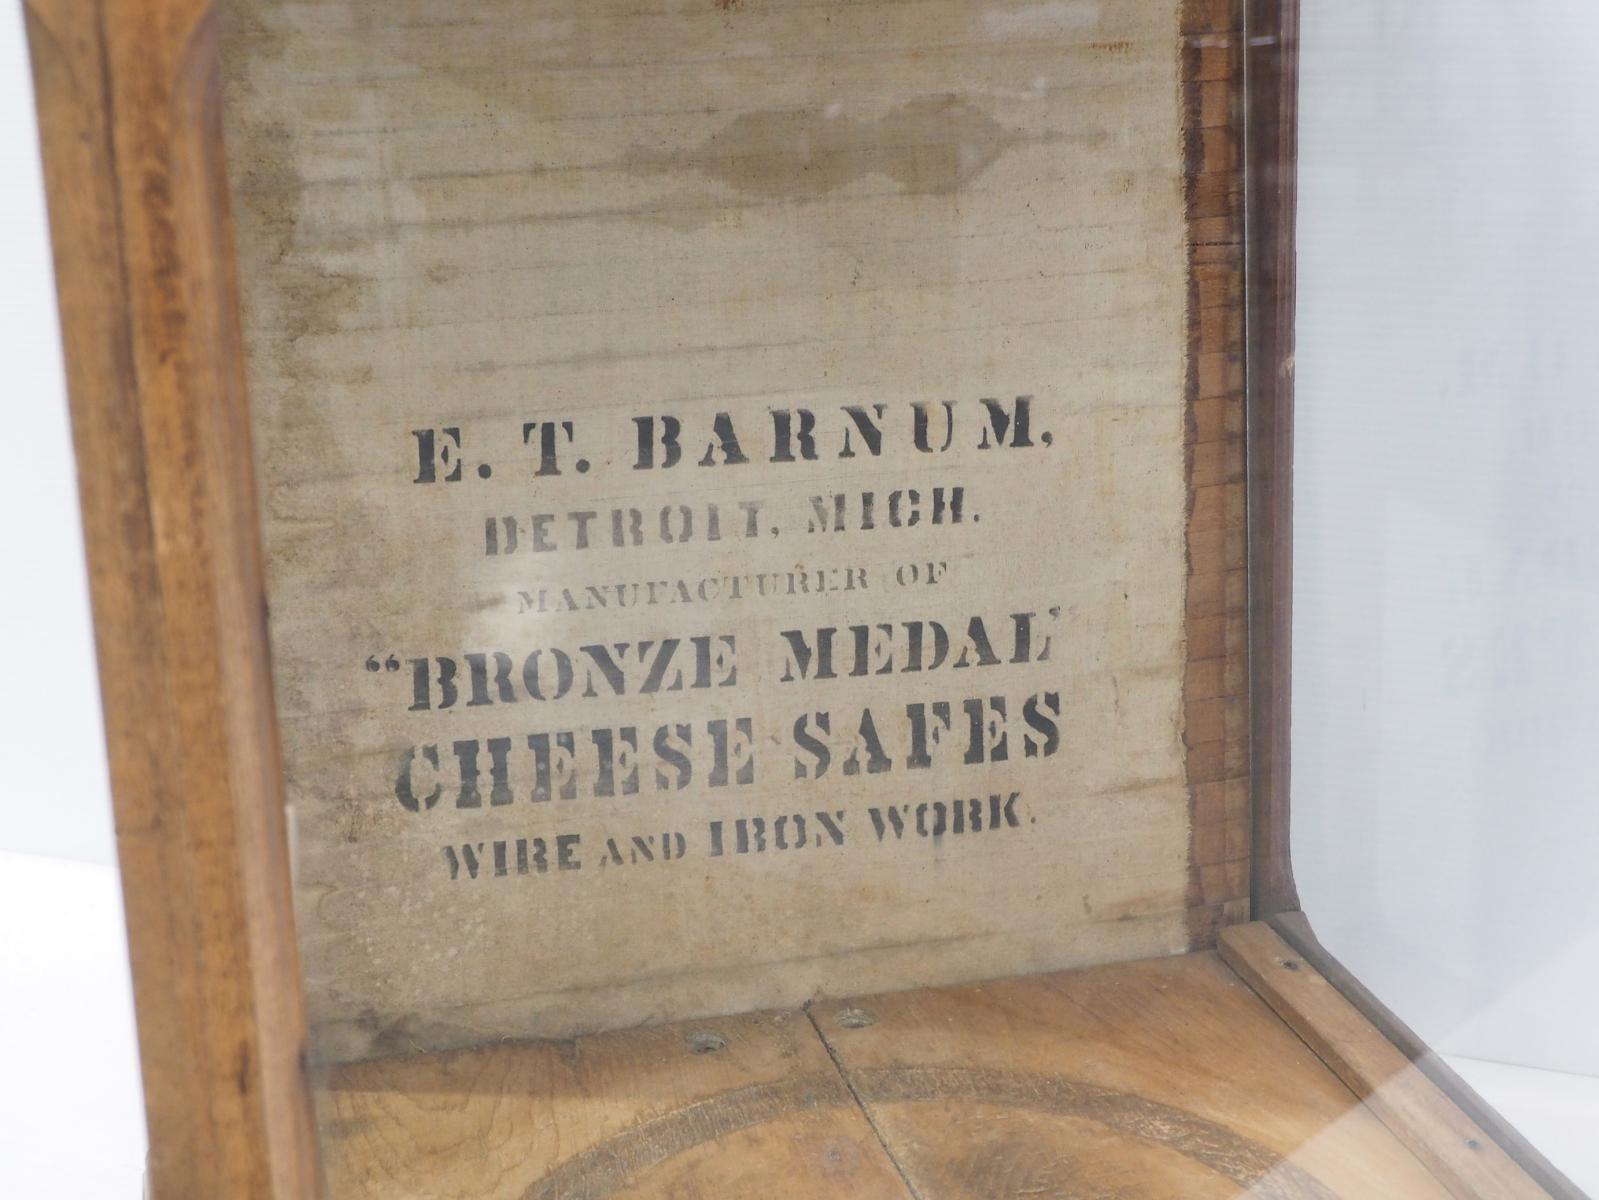 E. T. BARNUM,
DETROIT, MICH.
MANUFACTURER OF
"BRONZE MEDAL"
CHEESE SAFES
WIRE AND IRON WORK.